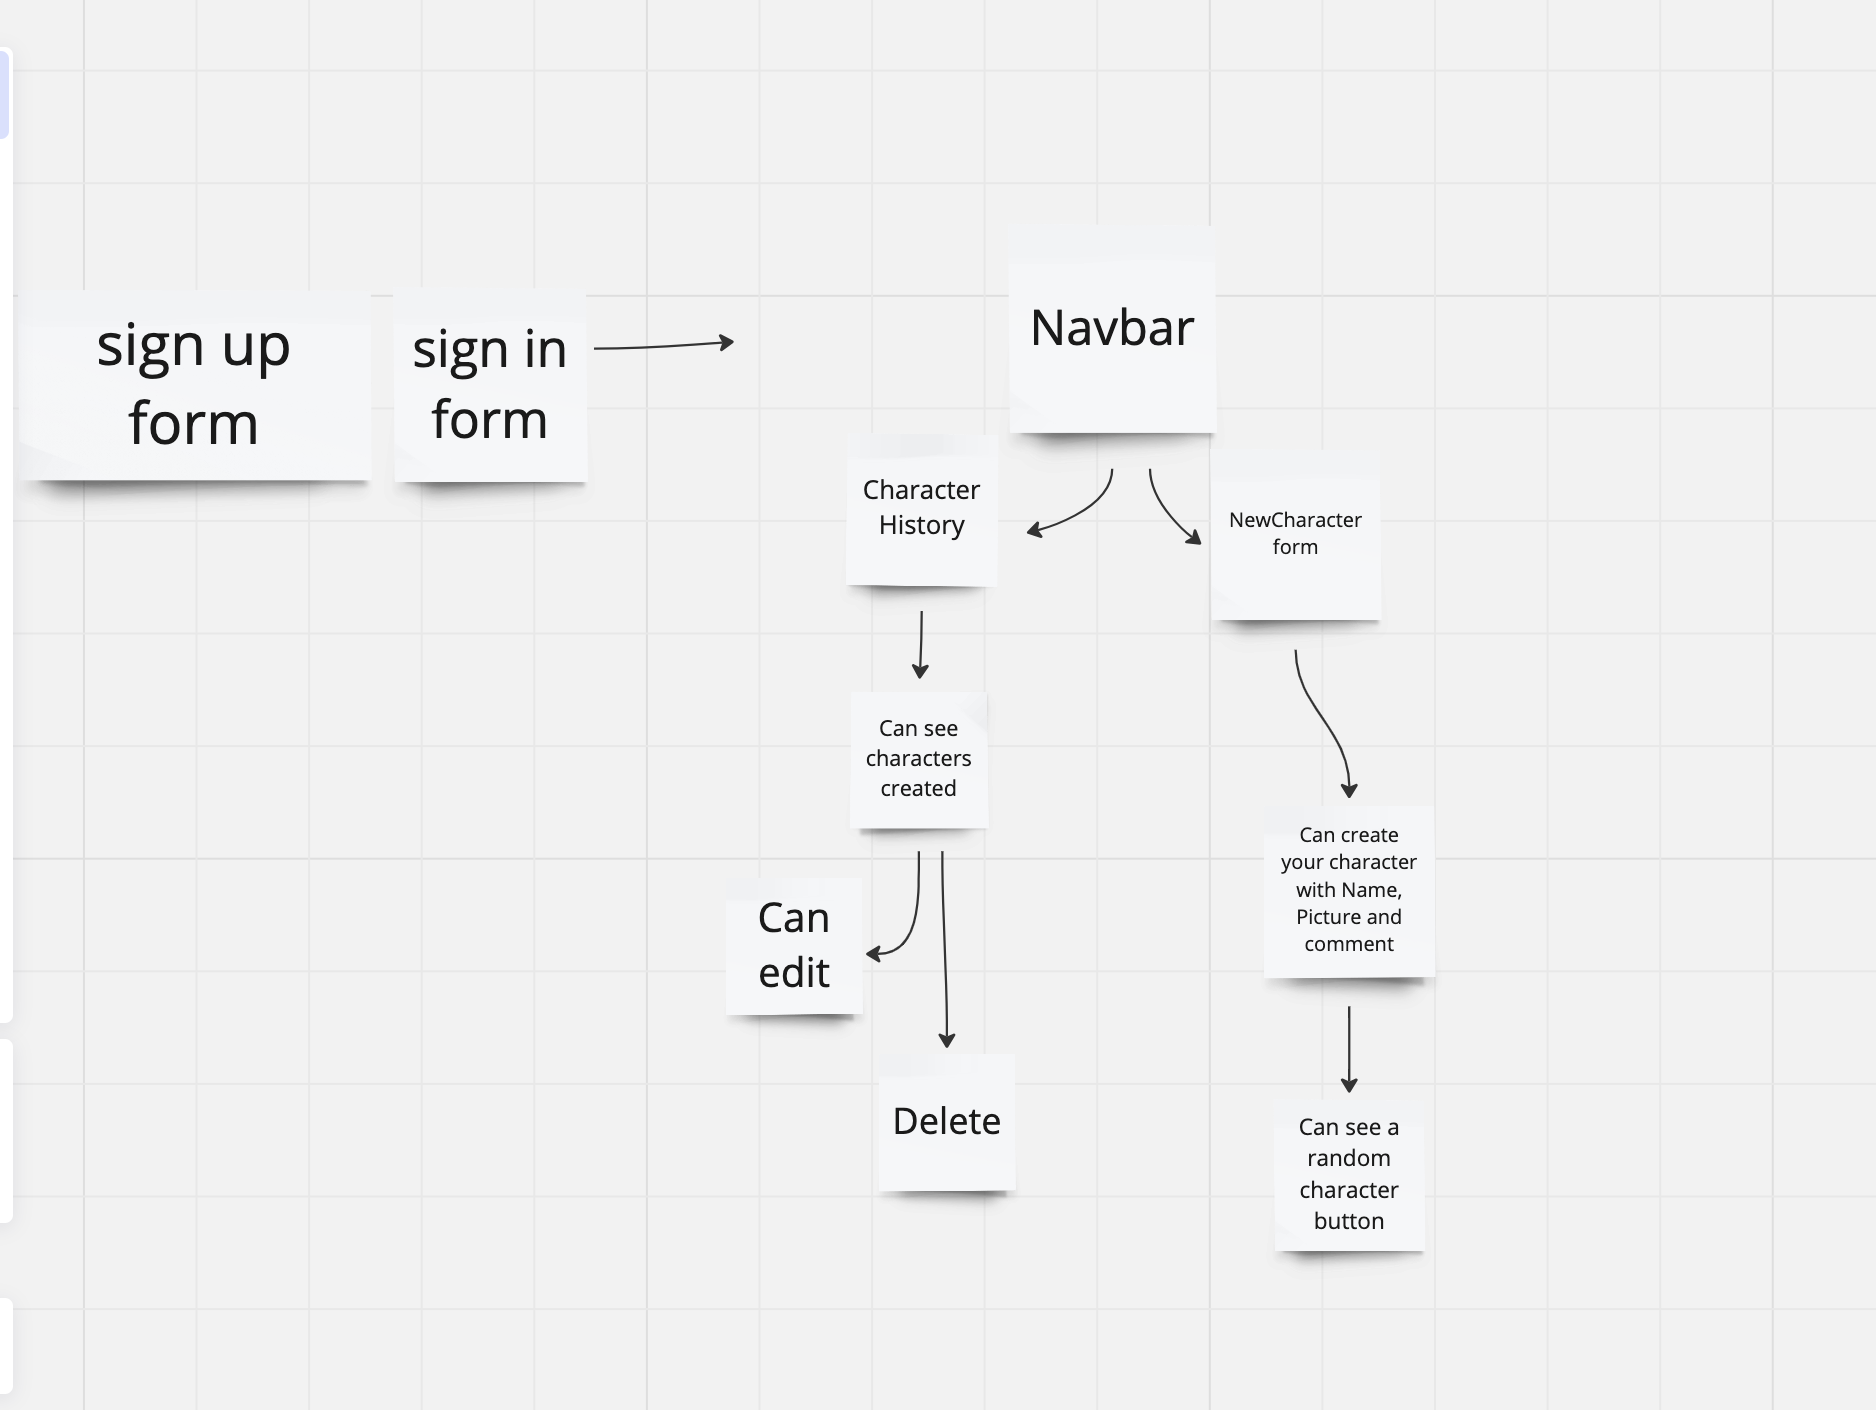 sign up
form
sign in
form
Navbar
Character
History
NewCharacter
form
Can see
characters
created
Can create
your character
with Name,
Picture and
comment
Can
edit
Delete
Can see a
random
character
button